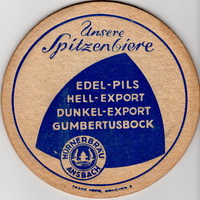 Unsere
Spitzenbiere
EDEL-PILS
HELL-EXPORT
DUNKEL-EXPORT
GUMBERTUSBOCK
HÜRNERBRÄU
ANSBACH